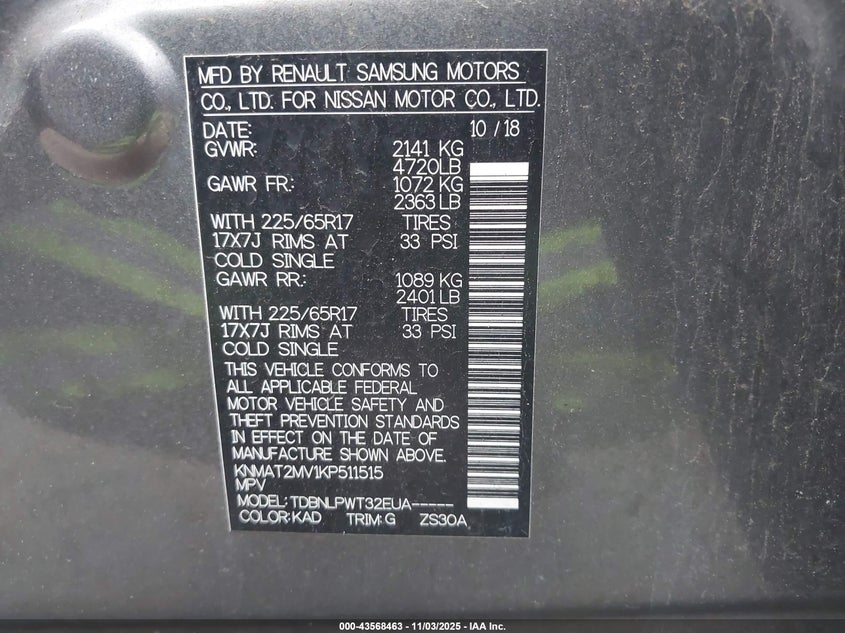 MFD BY RENAULT SAMSUNG MOTORS
CO., LTD. FOR NISSAN MOTOR CO., LTD.
DATE: 10 / 18
GVWR: 2141 KG
4720LB
GAWR FR.: 1072 KG
2363 LB
WITH 225/65R17 TIRES
17X7J RIMS AT 33 PSI
COLD SINGLE
GAWR RR.: 1089 KG
2401 LB
WITH 225/65R17 TIRES
17X7J RIMS AT 33 PSI
COLD SINGLE
THIS VEHICLE CONFORMS TO
ALL APPLICABLE FEDERAL
MOTOR VEHICLE SAFETY AND
THEFT PREVENTION STANDARDS
IN EFFECT ON THE DATE OF
MANUFACTURE SHOWN ABOVE.
KNMAT2MV1KP511515
MPV
MODEL: TDBNLPWT32EUA-----
COLOR: KAD TRIM: G ZS30A
000-43568463 - 11/03/2025 - IAA Inc.